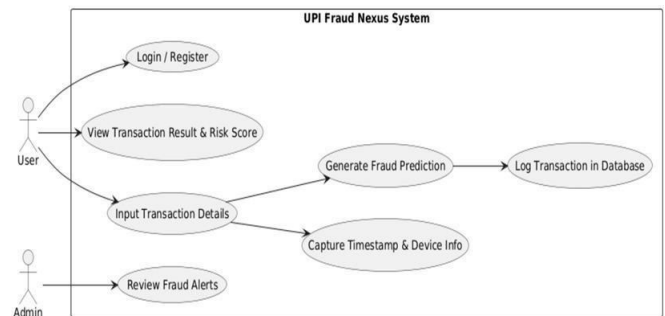 UPI Fraud Nexus System
Login / Register
User
View Transaction Result & Risk Score
Generate Fraud Prediction
Log Transaction in Database
Input Transaction Details
Capture Timestamp & Device Info
Admin
Review Fraud Alerts